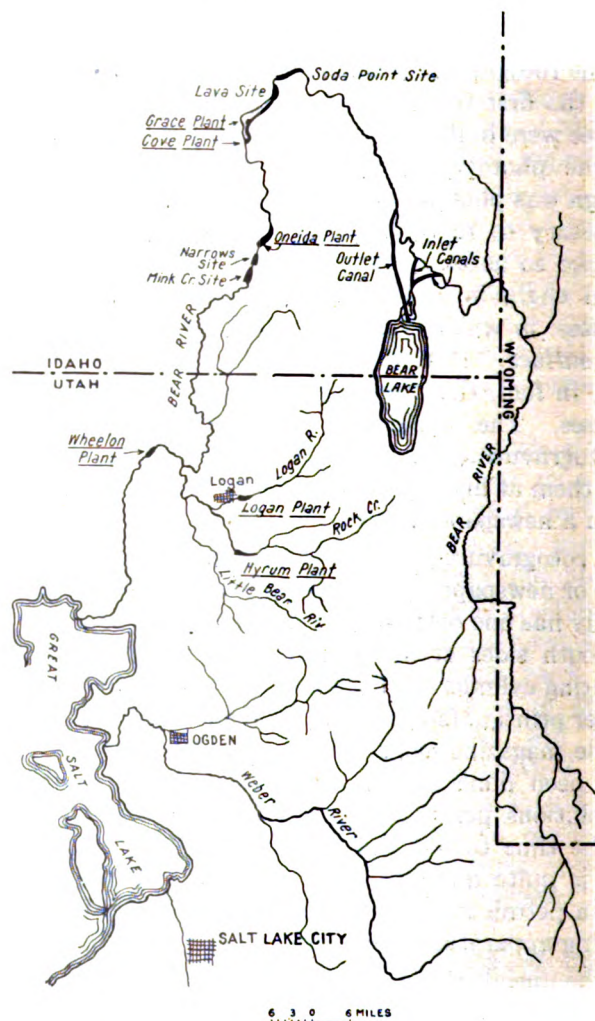 Soda Point Site
Lava Site
Grace Plant
Cove Plant
Oneida Plant
Narrows
Site
Mink Cr. Site
Outlet
Canal
Inlet
Canals
BEAR RIVER
IDAHO
UTAH
BEAR
LAKE
WYOMING
Wheelon
Plant
Logan
Logan R.
Logan Plant
Rock Cr.
Hyrum Plant
Little Bear
Riv
BEAR RIVER
GREAT
SALT
LAKE
OGDEN
Weber
River
SALT LAKE CITY
6 3 0 6 MILES